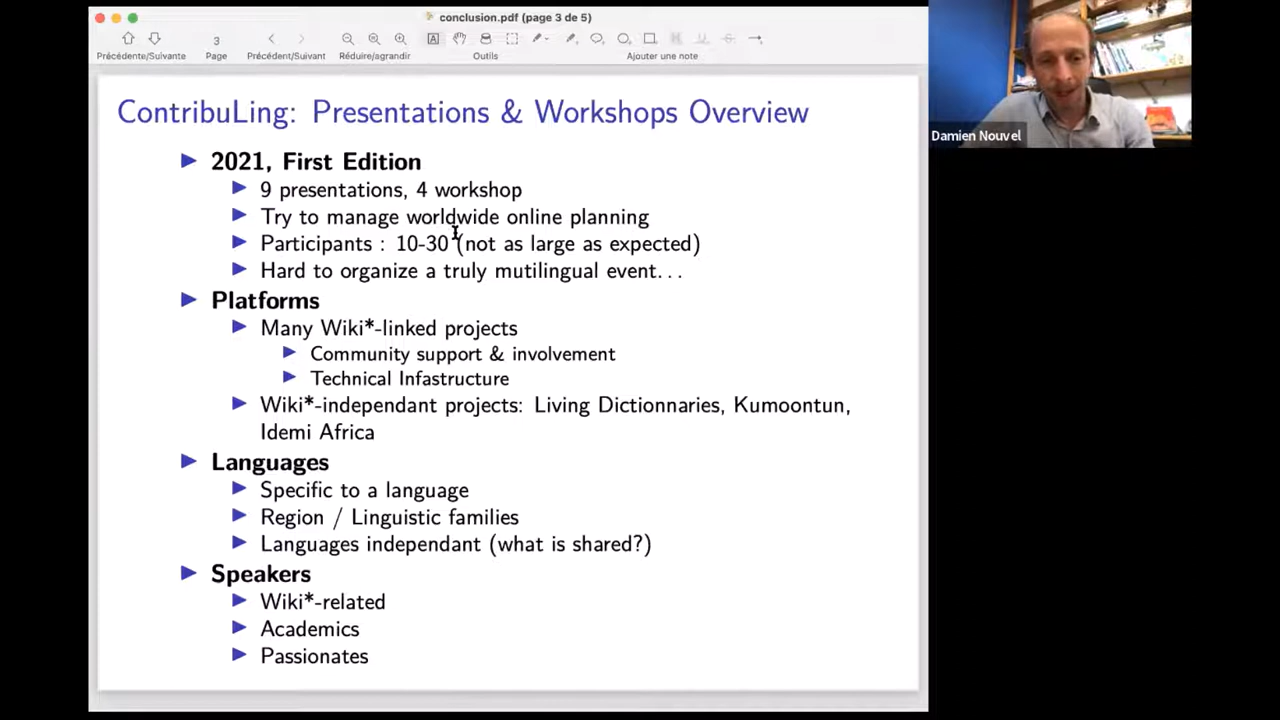 conclusion.pdf (page 3 de 5)
3
Précédente/Suivante Page Précédent/Suivant Réduire/agrandir Outils Ajouter une note
ContribuLing: Presentations & Workshops Overview
2021, First Edition
9 presentations, 4 workshop
Try to manage worldwide online planning
Participants : 10-30 (not as large as expected)
Hard to organize a truly mutilingual event...
Platforms
Many Wiki*-linked projects
Community support & involvement
Technical Infastructure
Wiki*-independant projects: Living Dictionnaries, Kumoontun,
Idemi Africa
Languages
Specific to a language
Region / Linguistic families
Languages independant (what is shared?)
Speakers
Wiki*-related
Academics
Passionates
Damien Nouvel